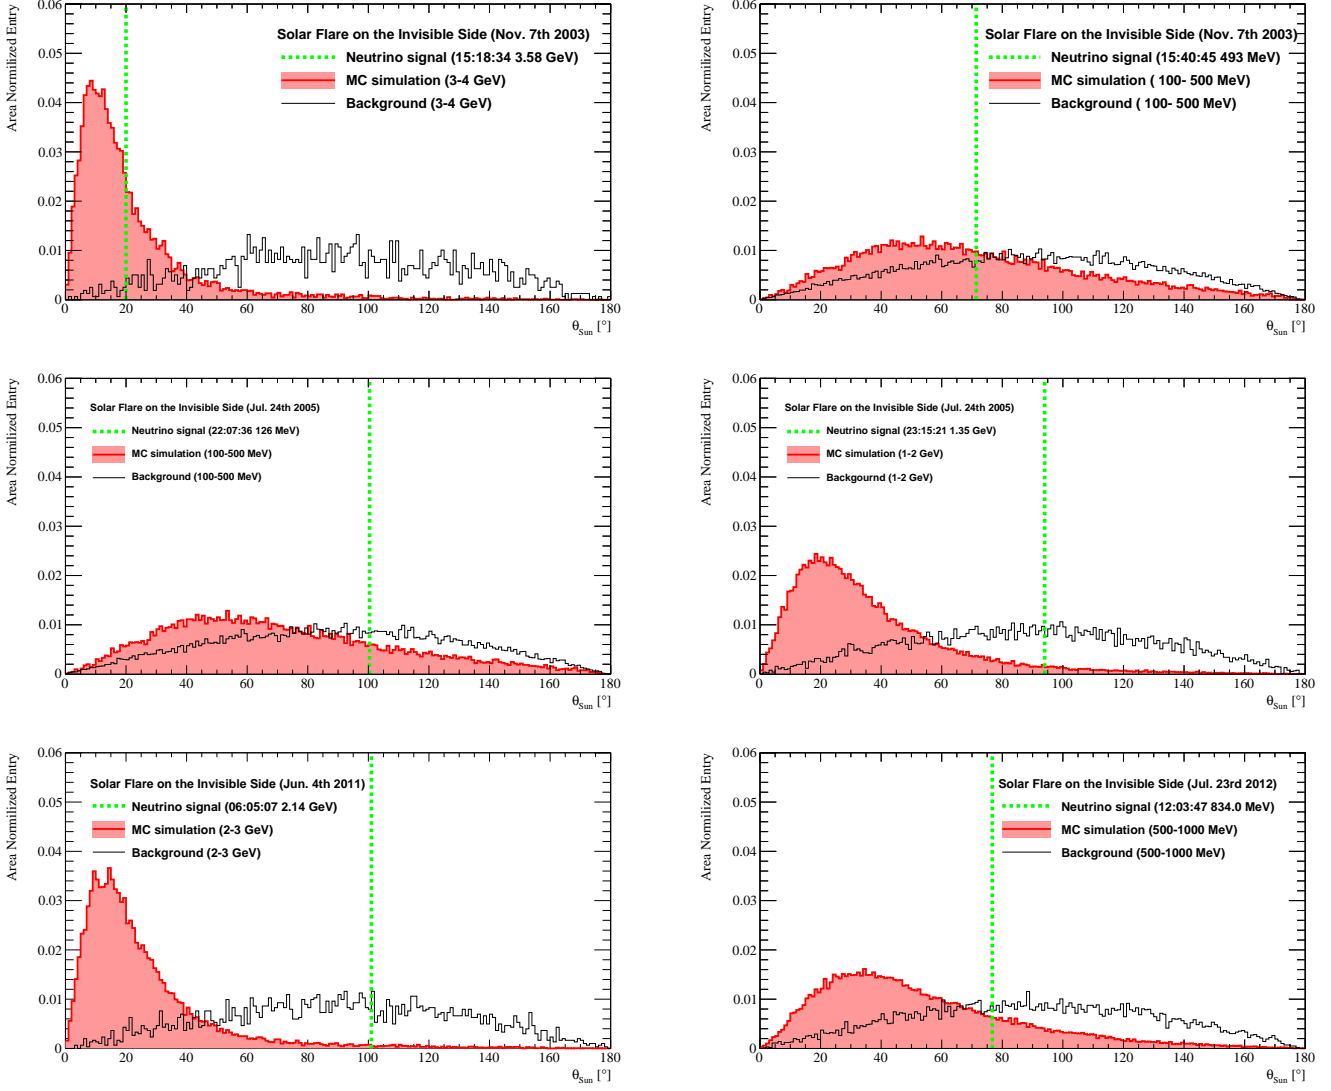 Area Normilized Entry
0.06
0.05
0.04
0.03
0.02
0.01
0
Solar Flare on the Invisible Side (Nov. 7th 2003)
Neutrino signal (15:18:34 3.58 GeV)
MC simulation (3-4 GeV)
Background (3-4 GeV)
0 20 40 60 80 100 120 140 160 180
θSun [°]
Area Normilized Entry
0.06
0.05
0.04
0.03
0.02
0.01
0
Solar Flare on the Invisible Side (Nov. 7th 2003)
Neutrino signal (15:40:45 493 MeV)
MC simulation ( 100- 500 MeV)
Background ( 100- 500 MeV)
0 20 40 60 80 100 120 140 160 180
θSun [°]
Area Normilized Entry
0.06
0.05
0.04
0.03
0.02
0.01
0
Solar Flare on the Invisible Side (Jul. 24th 2005)
Neutrino signal (22:07:36 126 MeV)
MC simulation (100-500 MeV)
Background (100-500 MeV)
0 20 40 60 80 100 120 140 160 180
θSun [°]
Area Normilized Entry
0.06
0.05
0.04
0.03
0.02
0.01
0
Solar Flare on the Invisible Side (Jul. 24th 2005)
Neutrino signal (23:15:21 1.35 GeV)
MC simulation (1-2 GeV)
Backgournd (1-2 GeV)
0 20 40 60 80 100 120 140 160 180
θSun [°]
Area Normilized Entry
0.06
0.05
0.04
0.03
0.02
0.01
0
Solar Flare on the Invisible Side (Jun. 4th 2011)
Neutrino signal (06:05:07 2.14 GeV)
MC simulation (2-3 GeV)
Background (2-3 GeV)
0 20 40 60 80 100 120 140 160 180
θSun [°]
Area Normilized Entry
0.06
0.05
0.04
0.03
0.02
0.01
0
Solar Flare on the Invisible Side (Jul. 23rd 2012)
Neutrino signal (12:03:47 834.0 MeV)
MC simulation (500-1000 MeV)
Background (500-1000 MeV)
0 20 40 60 80 100 120 140 160 180
θSun [°]